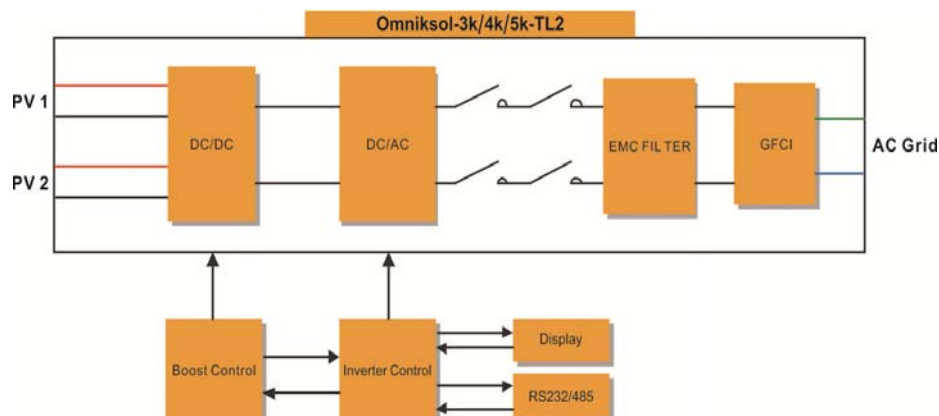 Omniksol-3k/4k/5k-TL2
PV 1
PV 2
DC/DC
DC/AC
EMC FILTER
GFCI
AC Grid
Boost Control
Inverter Control
Display
RS232/485